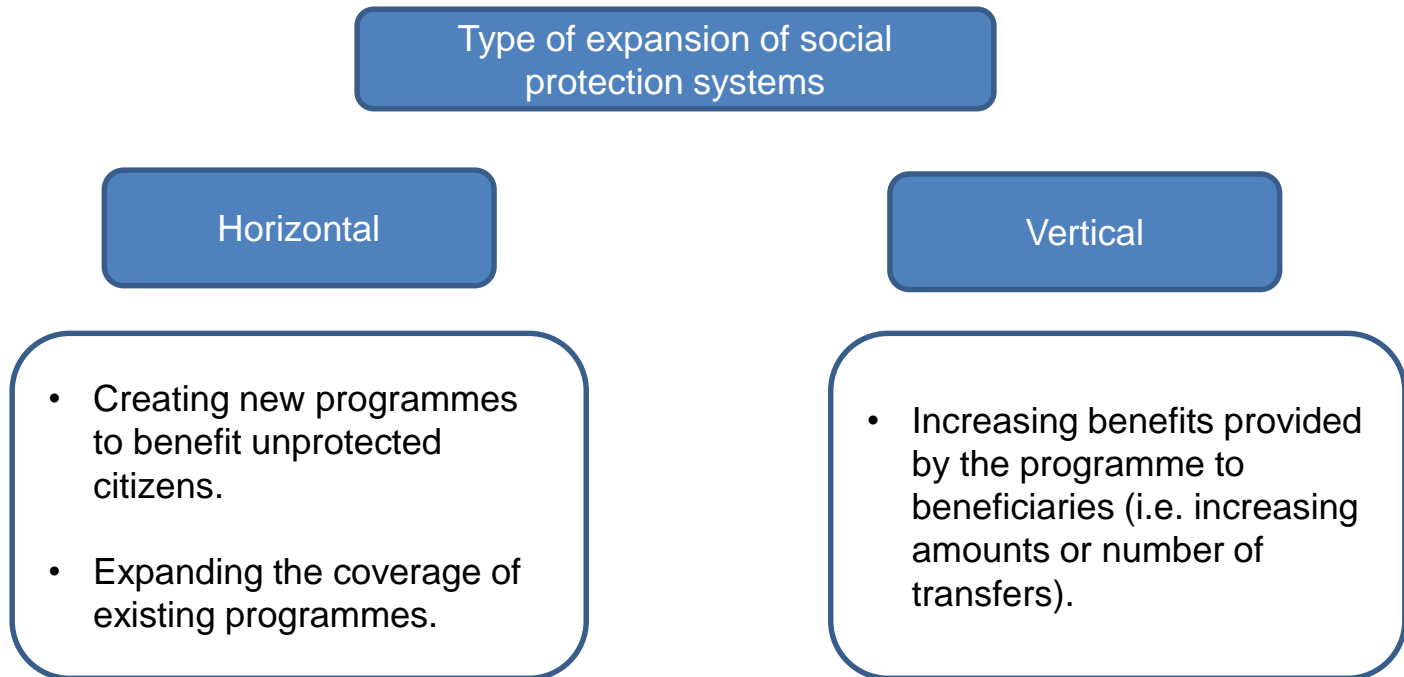 Type of expansion of social
protection systems
Horizontal
Vertical
• Creating new programmes
to benefit unprotected
citizens.
• Expanding the coverage of
existing programmes.
• Increasing benefits provided
by the programme to
beneficiaries (i.e. increasing
amounts or number of
transfers).